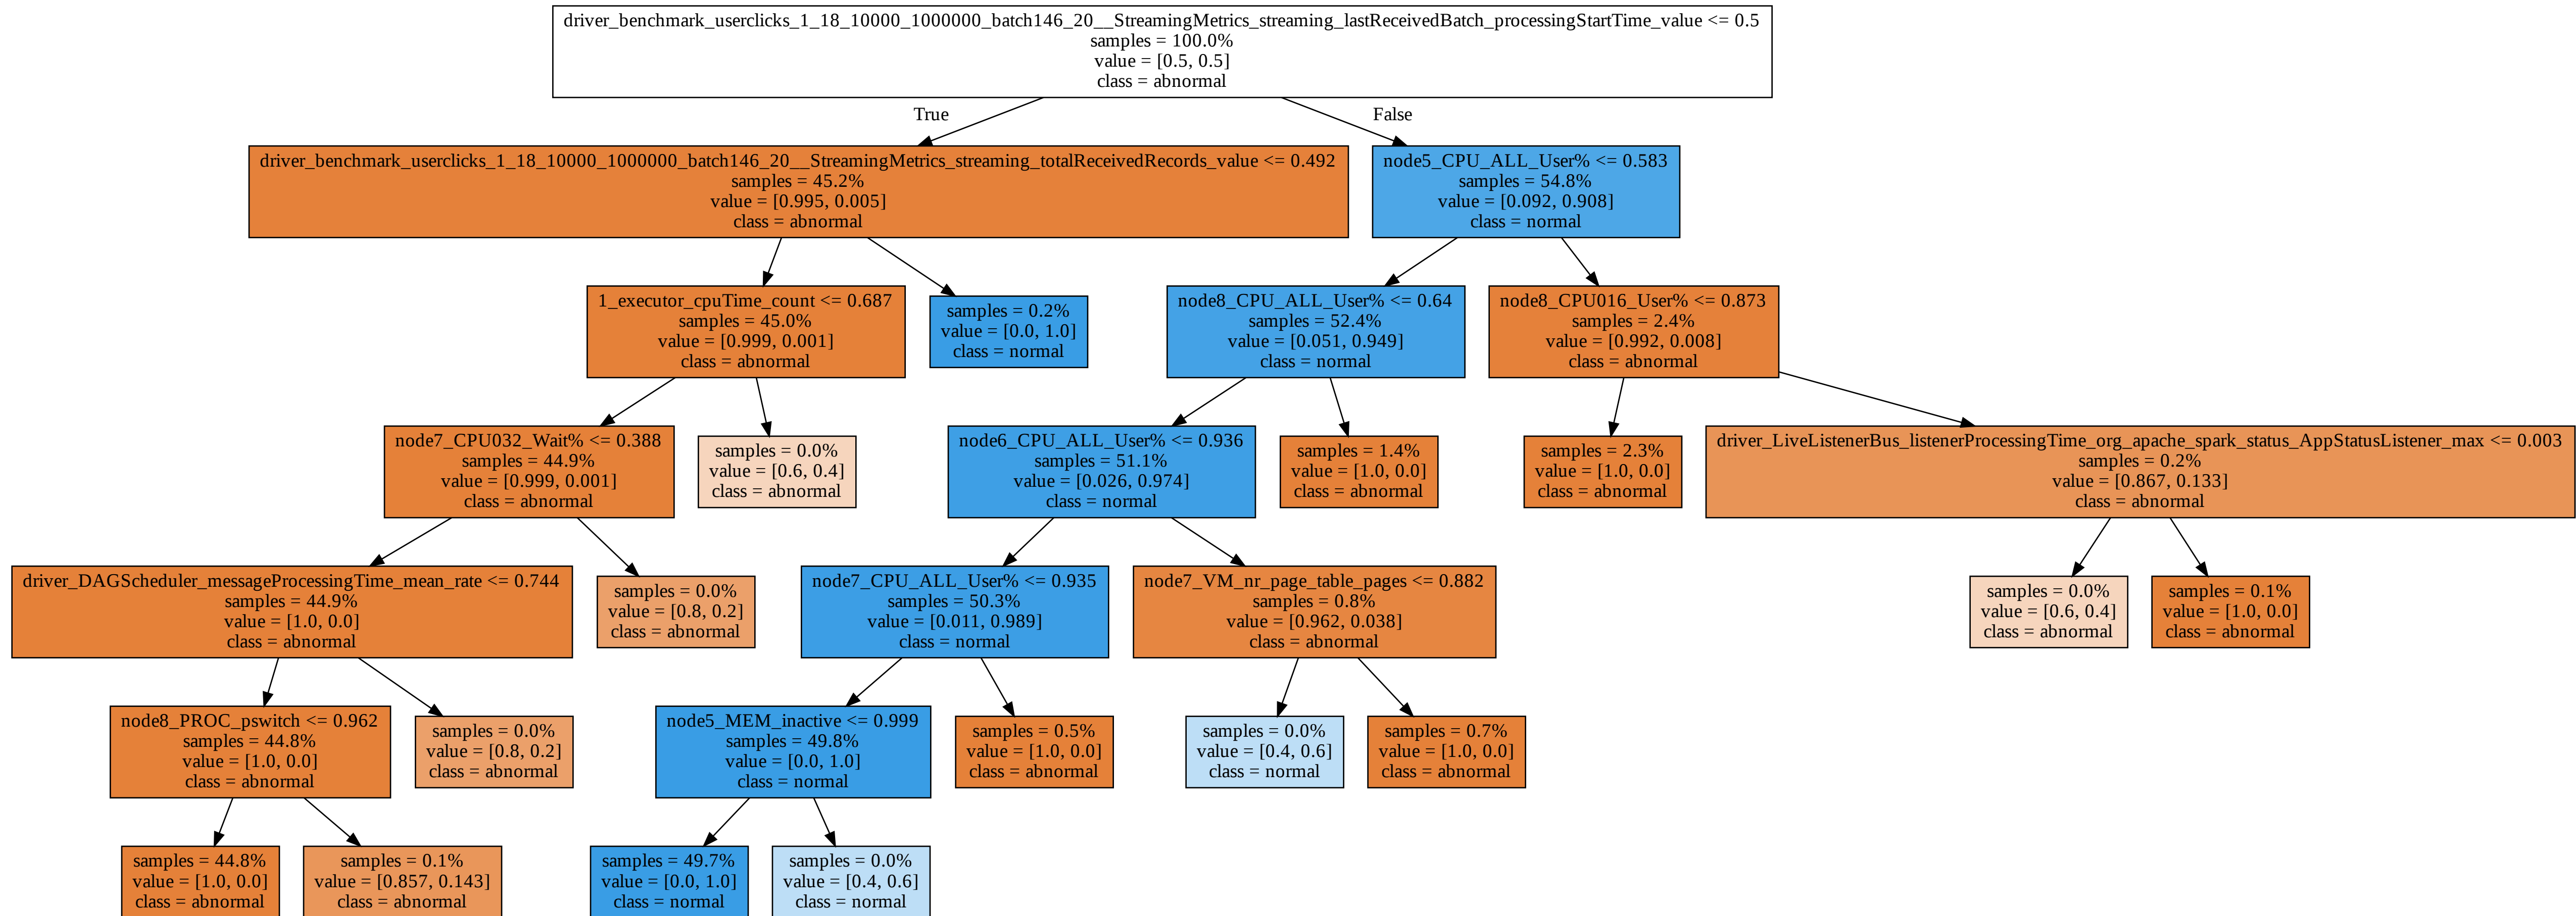 driver_benchmark_userclicks_1_18_10000_1000000_batch146_20__StreamingMetrics_streaming_lastReceivedBatch_processingStartTime_value <= 0.5
samples = 100.0%
value = [0.5, 0.5]
class = abnormal
True
False
driver_benchmark_userclicks_1_18_10000_1000000_batch146_20__StreamingMetrics_streaming_totalReceivedRecords_value <= 0.492
samples = 45.2%
value = [0.995, 0.005]
class = abnormal
node5_CPU_ALL_User% <= 0.583
samples = 54.8%
value = [0.092, 0.908]
class = normal
1_executor_cpuTime_count <= 0.687
samples = 45.0%
value = [0.999, 0.001]
class = abnormal
samples = 0.2%
value = [0.0, 1.0]
class = normal
node8_CPU_ALL_User% <= 0.64
samples = 52.4%
value = [0.051, 0.949]
class = normal
node8_CPU016_User% <= 0.873
samples = 2.4%
value = [0.992, 0.008]
class = abnormal
node7_CPU032_Wait% <= 0.388
samples = 44.9%
value = [0.999, 0.001]
class = abnormal
samples = 0.0%
value = [0.6, 0.4]
class = abnormal
node6_CPU_ALL_User% <= 0.936
samples = 51.1%
value = [0.026, 0.974]
class = normal
samples = 1.4%
value = [1.0, 0.0]
class = abnormal
samples = 2.3%
value = [1.0, 0.0]
class = abnormal
driver_LiveListenerBus_listenerProcessingTime_org_apache_spark_status_AppStatusListener_max <= 0.003
samples = 0.2%
value = [0.867, 0.133]
class = abnormal
driver_DAGScheduler_messageProcessingTime_mean_rate <= 0.744
samples = 44.9%
value = [1.0, 0.0]
class = abnormal
samples = 0.0%
value = [0.8, 0.2]
class = abnormal
node7_CPU_ALL_User% <= 0.935
samples = 50.3%
value = [0.011, 0.989]
class = normal
node7_VM_nr_page_table_pages <= 0.882
samples = 0.8%
value = [0.962, 0.038]
class = abnormal
samples = 0.0%
value = [0.6, 0.4]
class = abnormal
samples = 0.1%
value = [1.0, 0.0]
class = abnormal
node8_PROC_pswitch <= 0.962
samples = 44.8%
value = [1.0, 0.0]
class = abnormal
samples = 0.0%
value = [0.8, 0.2]
class = abnormal
node5_MEM_inactive <= 0.999
samples = 49.8%
value = [0.0, 1.0]
class = normal
samples = 0.5%
value = [1.0, 0.0]
class = abnormal
samples = 0.0%
value = [0.4, 0.6]
class = normal
samples = 0.7%
value = [1.0, 0.0]
class = abnormal
samples = 44.8%
value = [1.0, 0.0]
class = abnormal
samples = 0.1%
value = [0.857, 0.143]
class = abnormal
samples = 49.7%
value = [0.0, 1.0]
class = normal
samples = 0.0%
value = [0.4, 0.6]
class = normal